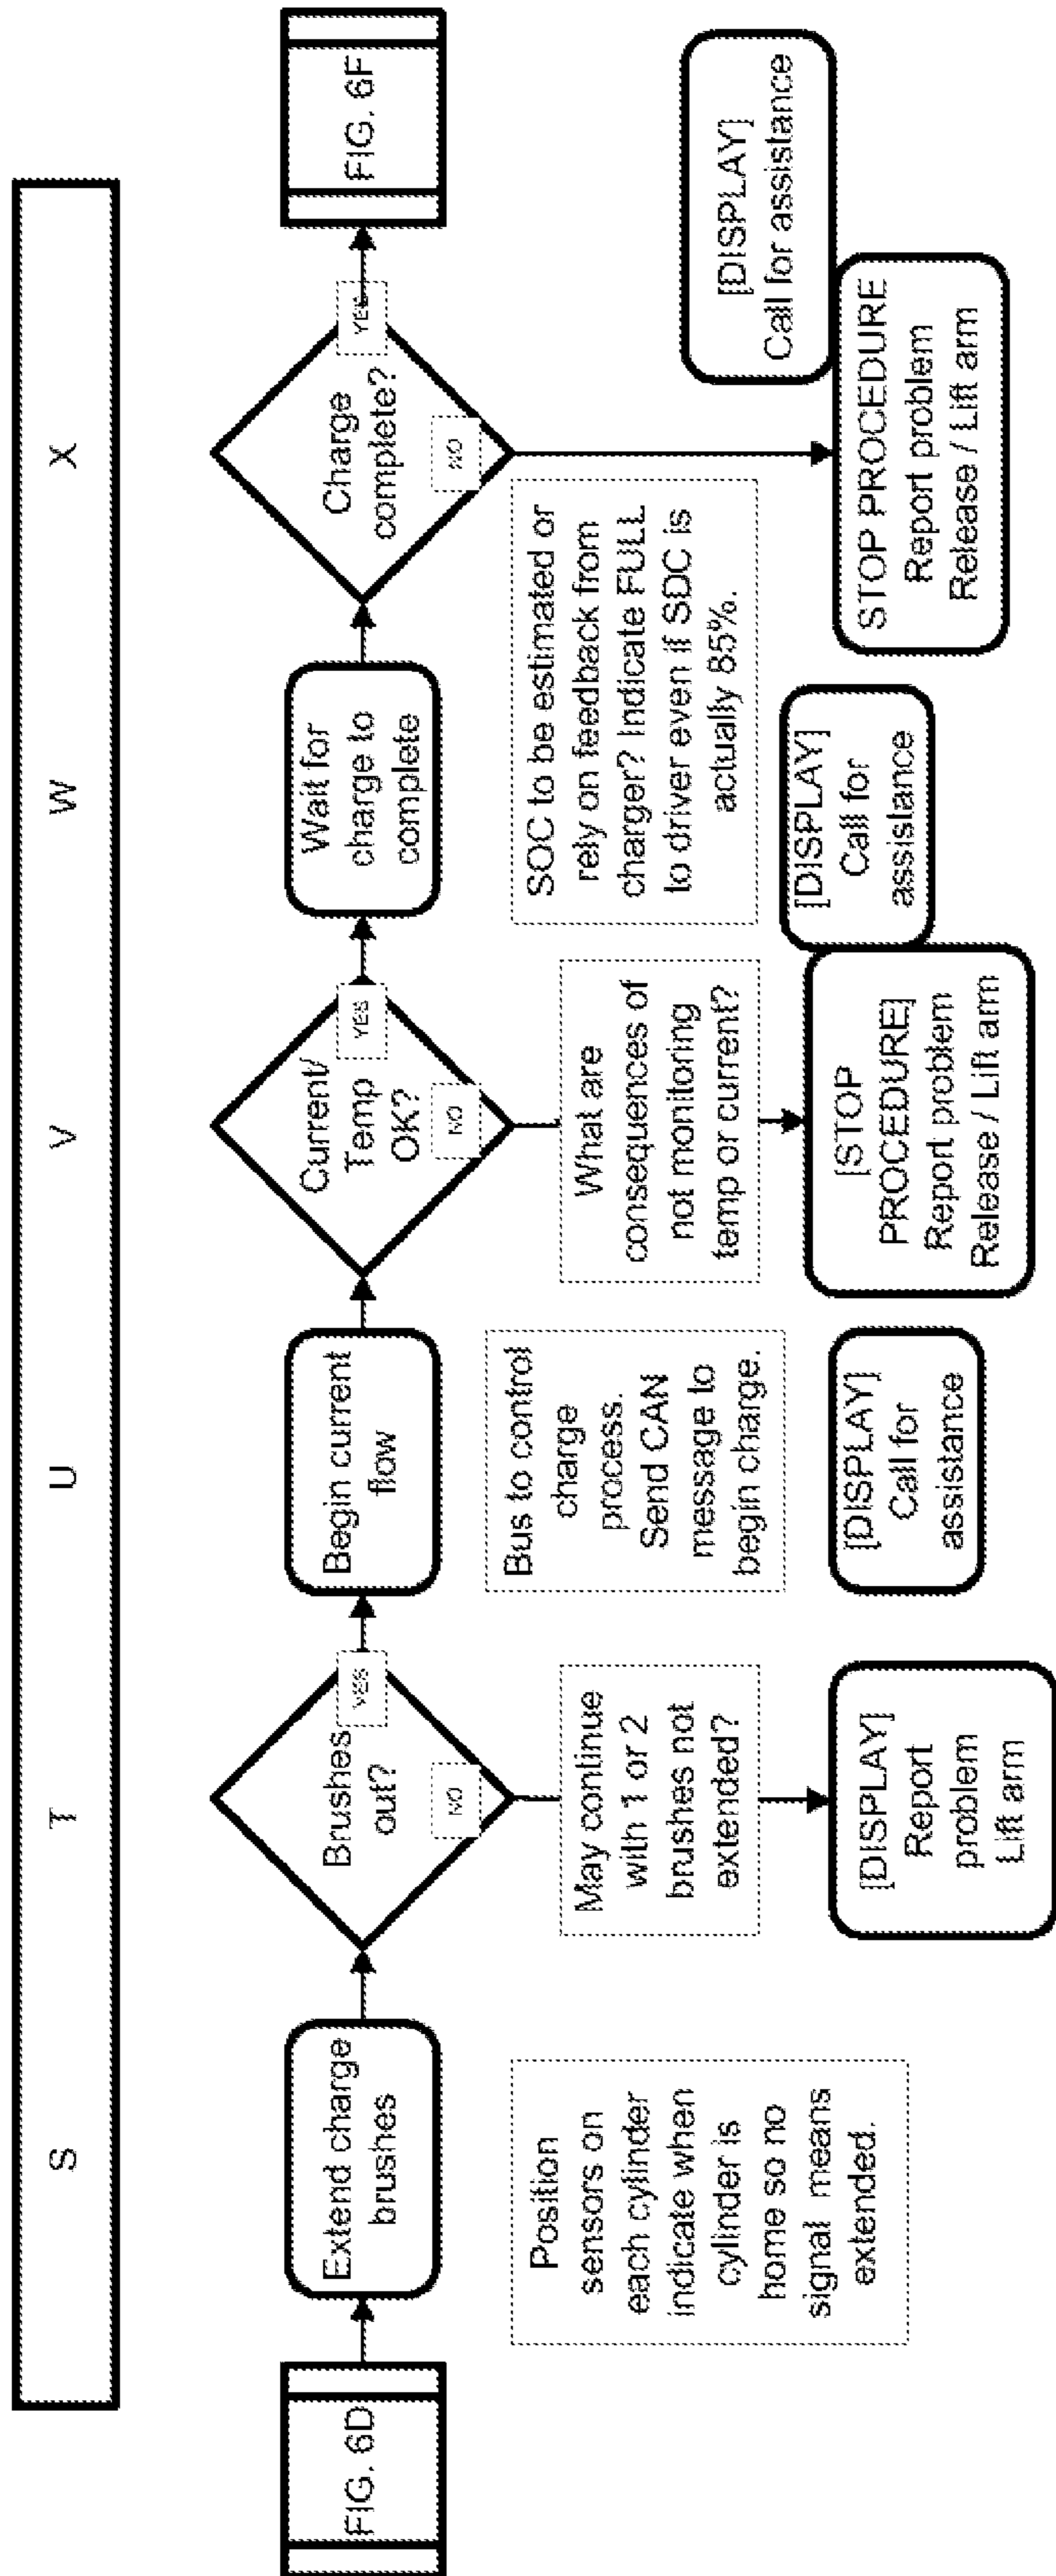 S T U V W X
FIG. 6D
Extend charge
brushes
Position
sensors on
each cylinder
indicate when
cylinder is
home so no
signal means
extended.
Brushes
out?
YES
NO
May continue
with 1 or 2
brushes not
extended?
[DISPLAY]
Report
problem
Lift arm
Begin current
flow
Bus to control
charge
process.
Send CAN
message to
begin charge.
[DISPLAY]
Call for
assistance
Current/
Temp
OK?
YES
NO
What are
consequences of
not monitoring
temp or current?
[STOP
PROCEDURE]
Report problem
Release / Lift arm
[DISPLAY]
Call for
assistance
Wait for
charge to
complete
SOC to be estimated or
rely on feedback from
charger? Indicate FULL
to driver even if SDC is
actually 85%.
Charge
complete?
YES
NO
STOP PROCEDURE
Report problem
Release / Lift arm
[DISPLAY]
Call for assistance
FIG. 6F